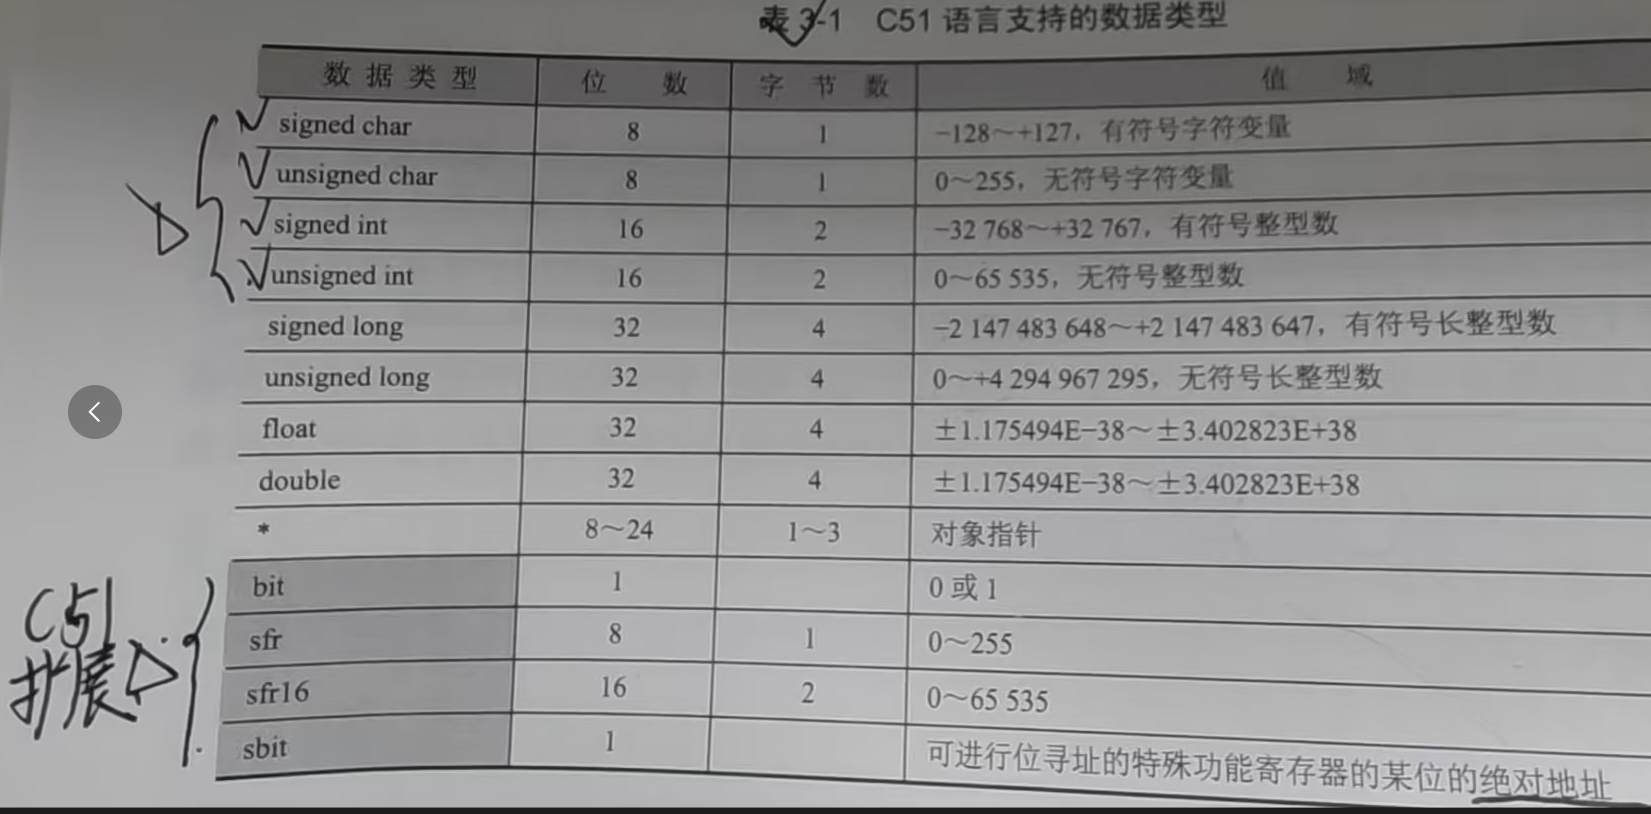 表 3-1 C51 语言支持的数据类型
数据类型 位数 字节数 值域
signed char 8 1 -128～+127，有符号字符变量
unsigned char 8 1 0～255，无符号字符变量
signed int 16 2 -32 768～+32 767，有符号整型数
unsigned int 16 2 0～65 535，无符号整型数
signed long 32 4 -2 147 483 648～+2 147 483 647，有符号长整型数
unsigned long 32 4 0～+4 294 967 295，无符号长整型数
float 32 4 ±1.175494E-38～±3.402823E+38
double 32 4 ±1.175494E-38～±3.402823E+38
* 8～24 1～3 对象指针
bit 1 0 或 1
sfr 8 1 0～255
sfr16 16 2 0～65 535
sbit 1 可进行位寻址的特殊功能寄存器的某位的绝对地址
C51
扩展